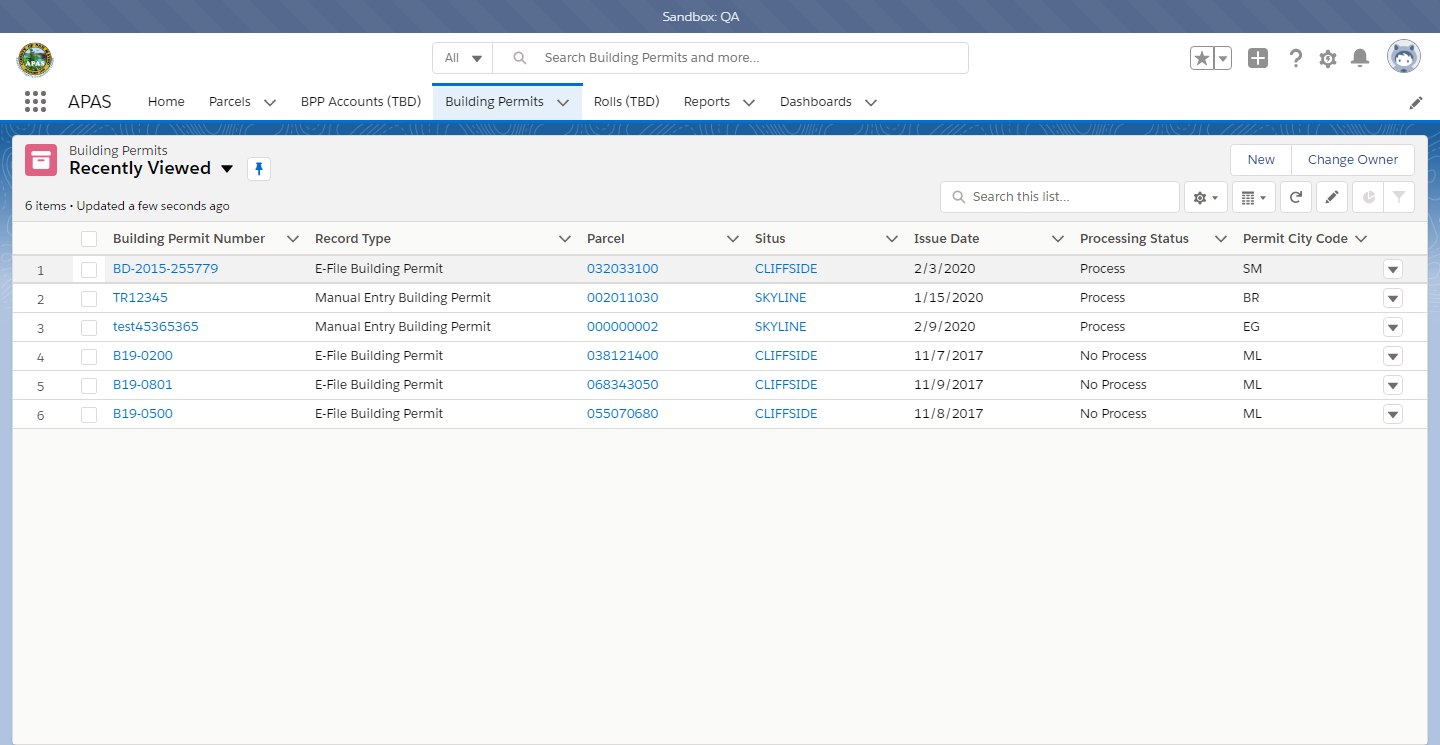 Sandbox: QA
APAS
All Search Building Permits and more...
APAS Home Parcels BPP Accounts (TBD) Building Permits Rolls (TBD) Reports Dashboards
Building Permits
Recently Viewed
New Change Owner
Search this list...
6 items • Updated a few seconds ago
Building Permit Number Record Type Parcel Situs Issue Date Processing Status Permit City Code
1 BD-2015-255779 E-File Building Permit 032033100 CLIFFSIDE 2/3/2020 Process SM
2 TR12345 Manual Entry Building Permit 002011030 SKYLINE 1/15/2020 Process BR
3 test45365365 Manual Entry Building Permit 000000002 SKYLINE 2/9/2020 Process EG
4 B19-0200 E-File Building Permit 038121400 CLIFFSIDE 11/7/2017 No Process ML
5 B19-0801 E-File Building Permit 068343050 CLIFFSIDE 11/9/2017 No Process ML
6 B19-0500 E-File Building Permit 055070680 CLIFFSIDE 11/8/2017 No Process ML